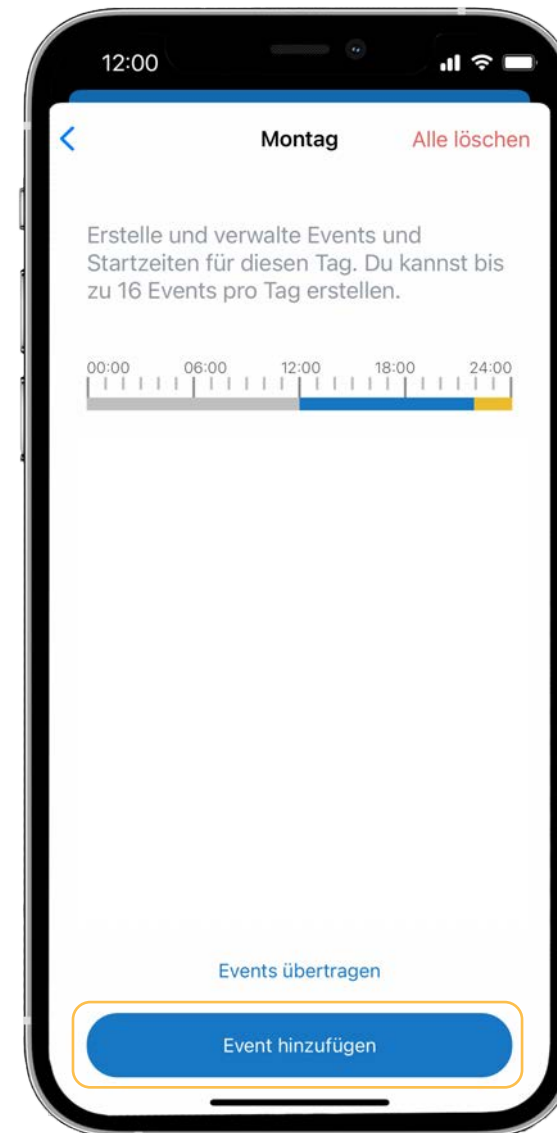 12:00
Montag
Alle löschen
Erstelle und verwalte Events und
Startzeiten für diesen Tag. Du kannst bis
zu 16 Events pro Tag erstellen.
00:00 06:00 12:00 18:00 24:00
Events übertragen
Event hinzufügen